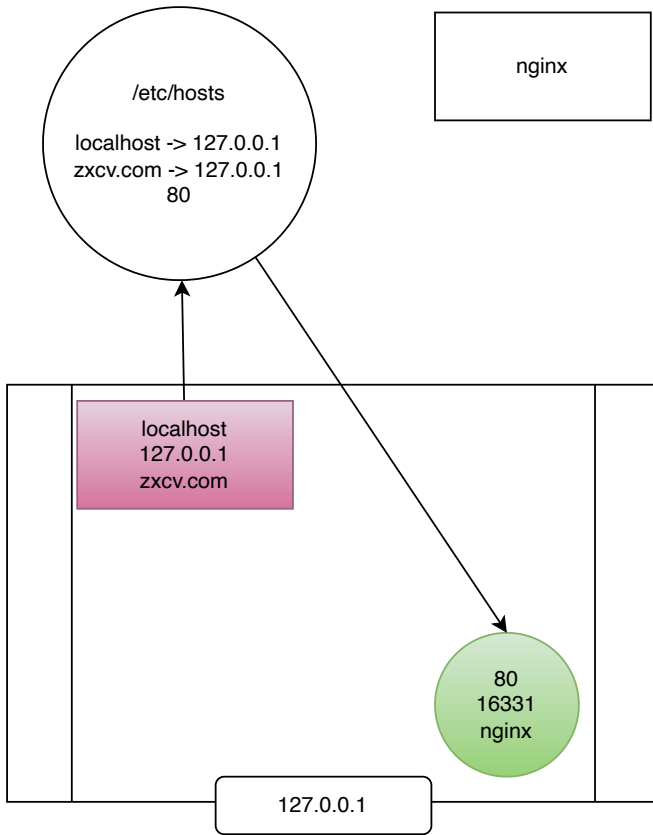 /etc/hosts
localhost -> 127.0.0.1
zxcv.com -> 127.0.0.1
80
nginx
localhost
127.0.0.1
zxcv.com
80
16331
nginx
127.0.0.1